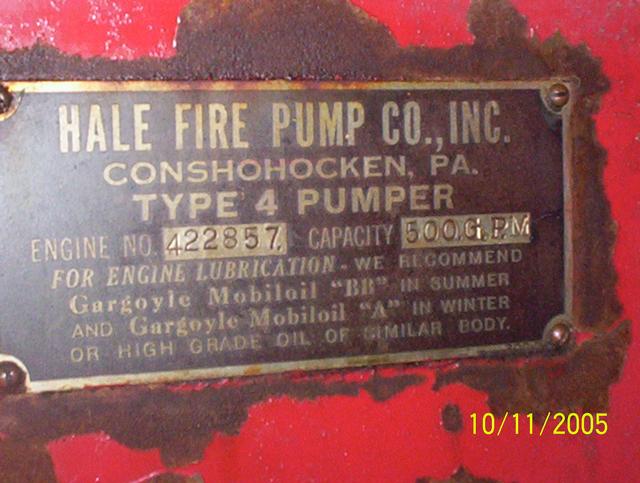 HALE FIRE PUMP CO., INC.
CONSHOHOCKEN, PA.
TYPE 4 PUMPER
ENGINE NO. 422857. CAPACITY 500 G.P.M
FOR ENGINE LUBRICATION - WE RECOMMEND
Gargoyle Mobiloil "BB" IN SUMMER
AND Gargoyle Mobiloil "A" IN WINTER
OR HIGH GRADE OIL OF SIMILAR BODY.
10/11/2005